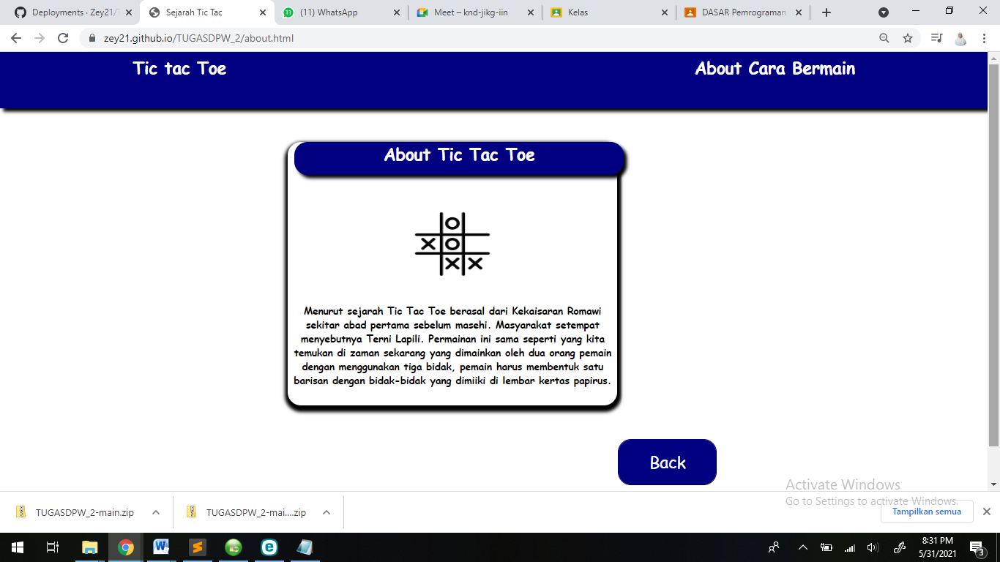 Deployments · Zey21/
Sejarah Tic Tac
(11) WhatsApp
Meet – knd-jikg-iin
Kelas
DASAR Pemrograman
zey21.github.io/TUGASDPW_2/about.html
Tic tac Toe
About Cara Bermain
About Tic Tac Toe
O
X O
X X
Menurut sejarah Tic Tac Toe berasal dari Kekaisaran Romawi
sekitar abad pertama sebelum masehi. Masyarakat setempat
menyebutnya Terni Lapili. Permainan ini sama seperti yang kita
temukan di zaman sekarang yang dimainkan oleh dua orang pemain
dengan menggunakan tiga bidak, pemain harus membentuk satu
barisan dengan bidak-bidak yang dimiiki di lembar kertas papirus.
Back
Activate Windows
Go to Settings to activate Windows.
TUGASDPW_2-main.zip
TUGASDPW_2-mai....zip
Tampilkan semua
8:31 PM
5/31/2021
3